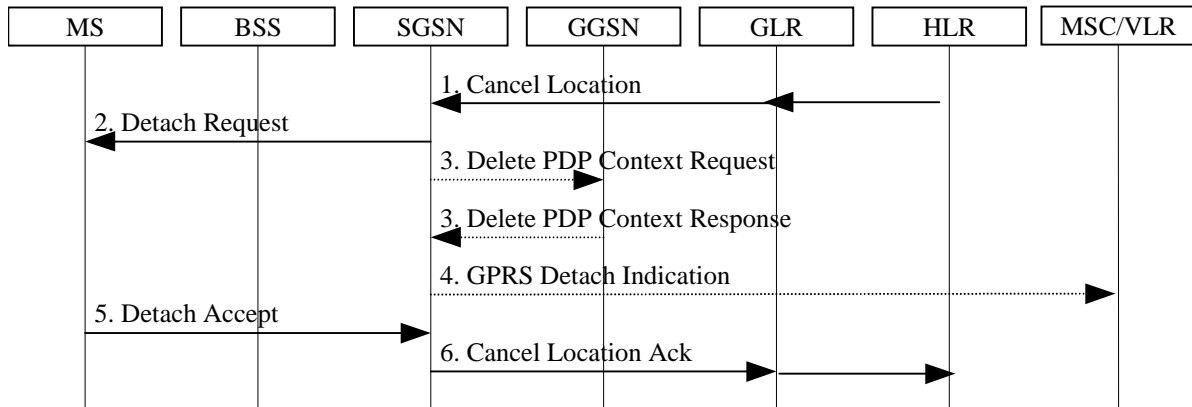 MS BSS SGSN GGSN GLR HLR MSC/VLR
1. Cancel Location
2. Detach Request
3. Delete PDP Context Request
3. Delete PDP Context Response
4. GPRS Detach Indication
5. Detach Accept
6. Cancel Location Ack